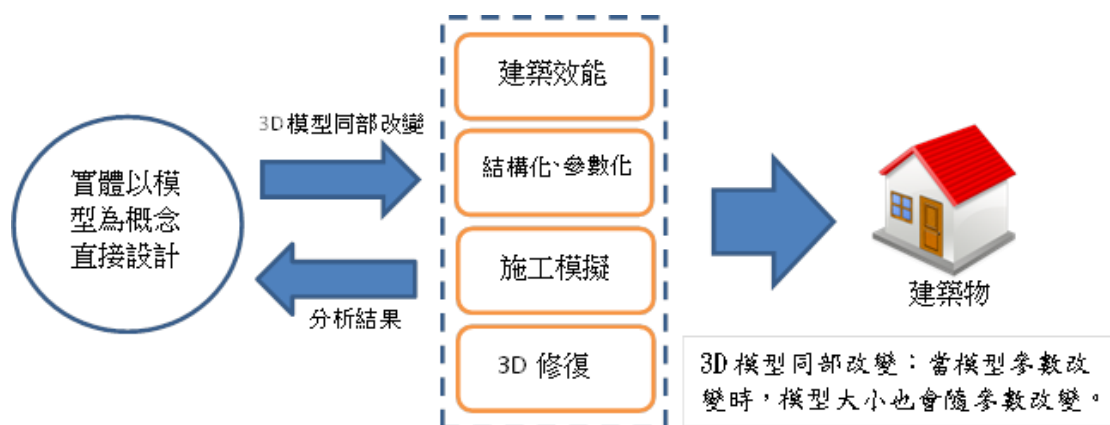 實體以模
型為概念
直接設計
3D模型同部改變
分析結果
建築效能
結構化、參數化
施工模擬
3D 修復
建築物
3D模型同部改變：當模型參數改
變時，模型大小也會隨參數改變。